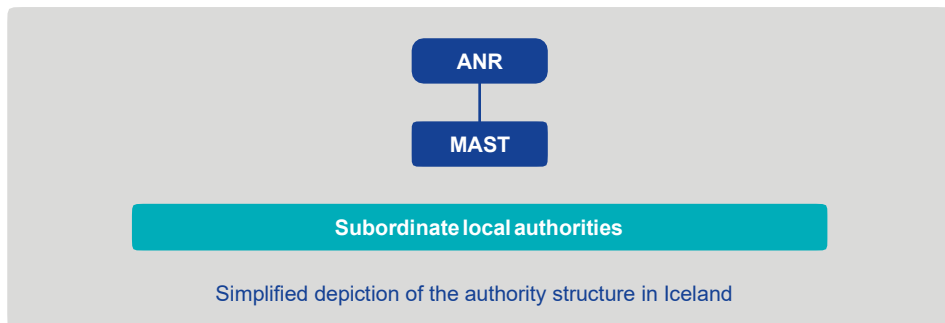 ANR
MAST
Subordinate local authorities
Simplified depiction of the authority structure in Iceland